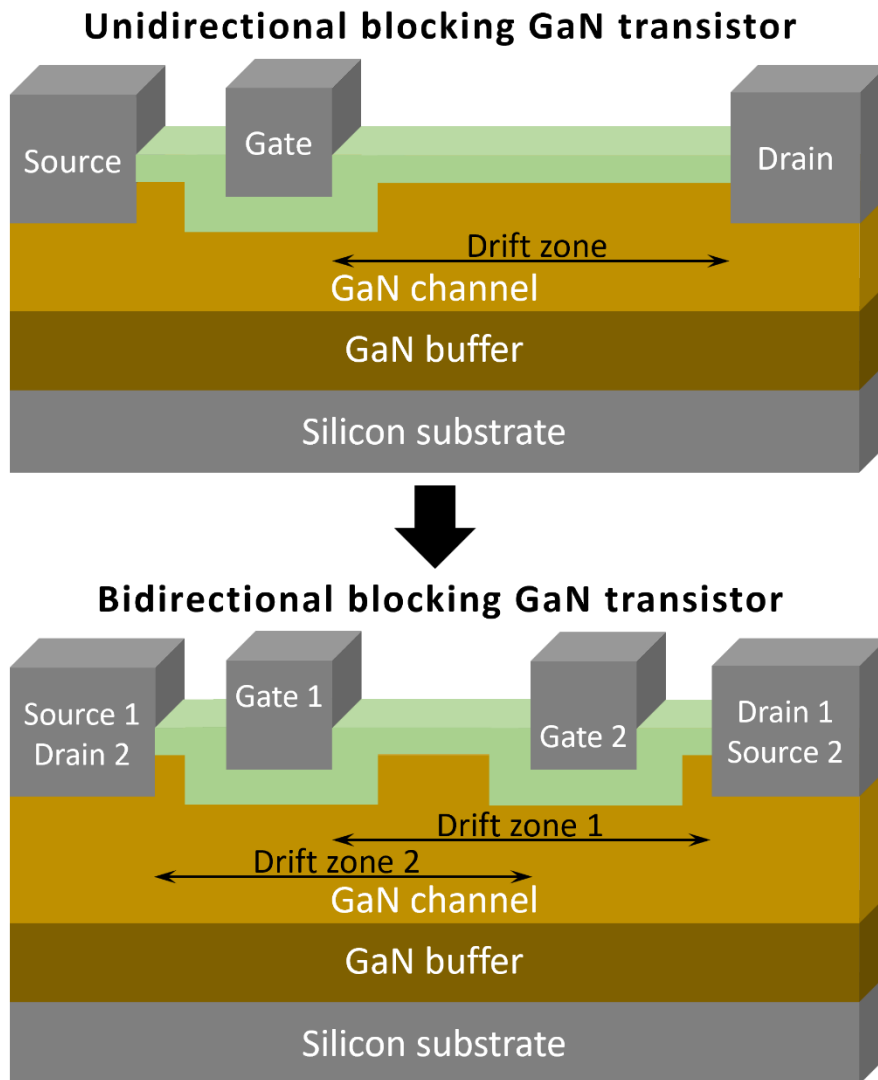 Unidirectional blocking GaN transistor
Source
Gate
Drain
Drift zone
GaN channel
GaN buffer
Silicon substrate
Bidirectional blocking GaN transistor
Source 1
Drain 2
Gate 1
Gate 2
Drain 1
Source 2
Drift zone 1
Drift zone 2
GaN channel
GaN buffer
Silicon substrate